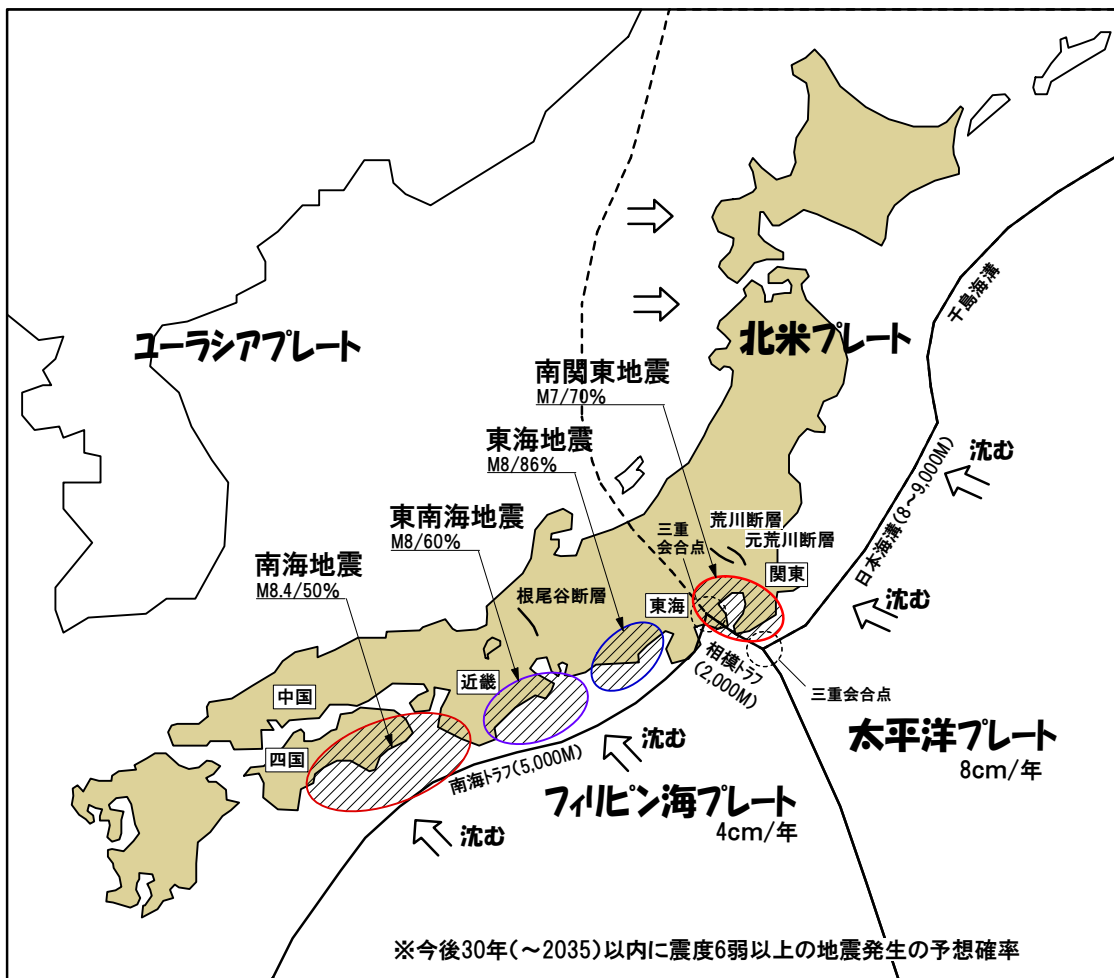 千島海溝
ユーラシアプレート
北米プレート
南関東地震
M7/70%
東海地震
M8/86%
沈む
日本海溝(8〜9,000M)
東南海地震
M8/60%
荒川断層
元荒川断層
三重
会合点
関東
南海地震
M8.4/50%
根尾谷断層
東海
沈む
相模トラフ
(2,000M)
近畿
三重会合点
中国
太平洋プレート
8cm/年
四国
沈む
南海トラフ(5,000M)
フィリピン海プレート
4cm/年
沈む
※今後30年(〜2035)以内に震度6弱以上の地震発生の予想確率